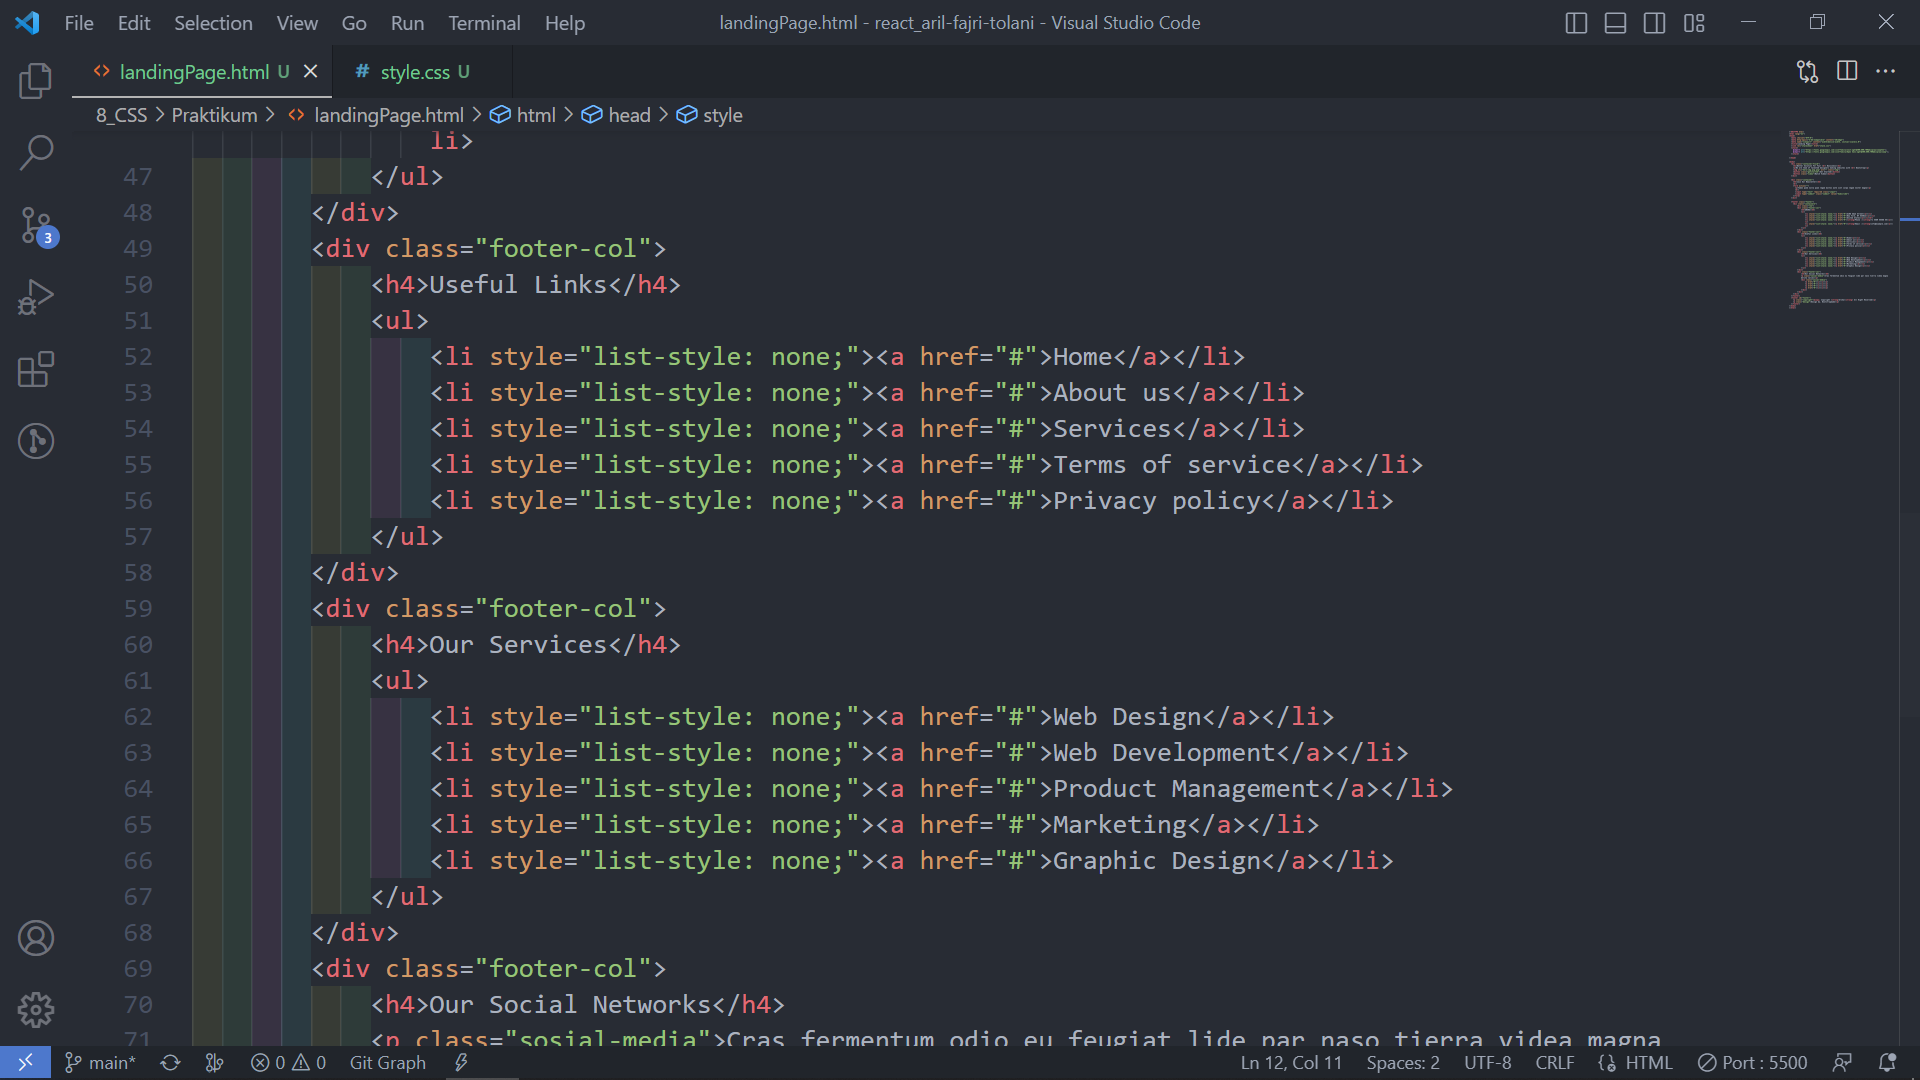 File Edit Selection View Go Run Terminal Help landingPage.html - react_aril-fajri-tolani - Visual Studio Code
<> landingPage.html U # style.css U
8_CSS > Praktikum > <> landingPage.html > html > head > style
li>
47 </ul>
48 </div>
49 <div class="footer-col">
50 <h4>Useful Links</h4>
51 <ul>
52 <li style="list-style: none;"><a href="#">Home</a></li>
53 <li style="list-style: none;"><a href="#">About us</a></li>
54 <li style="list-style: none;"><a href="#">Services</a></li>
55 <li style="list-style: none;"><a href="#">Terms of service</a></li>
56 <li style="list-style: none;"><a href="#">Privacy policy</a></li>
57 </ul>
58 </div>
59 <div class="footer-col">
60 <h4>Our Services</h4>
61 <ul>
62 <li style="list-style: none;"><a href="#">Web Design</a></li>
63 <li style="list-style: none;"><a href="#">Web Development</a></li>
64 <li style="list-style: none;"><a href="#">Product Management</a></li>
65 <li style="list-style: none;"><a href="#">Marketing</a></li>
66 <li style="list-style: none;"><a href="#">Graphic Design</a></li>
67 </ul>
68 </div>
69 <div class="footer-col">
70 <h4>Our Social Networks</h4>
71 <p class="sosial-media">Cras fermentum odio eu feugiat lide par naso tierra videa magna
3
main* 0 0 Git Graph Ln 12, Col 11 Spaces: 2 UTF-8 CRLF HTML Port : 5500